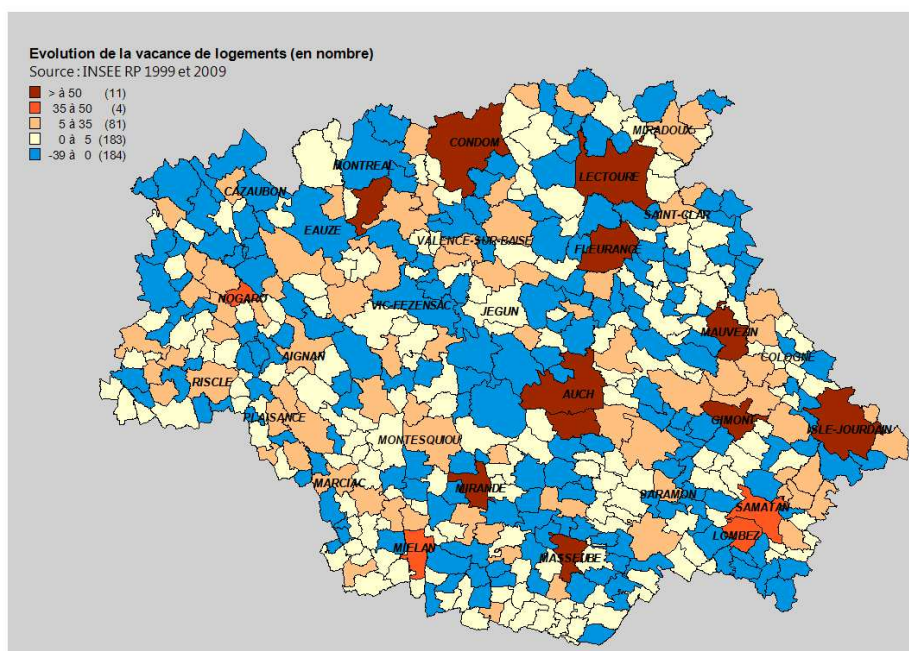 Evolution de la vacance de logements (en nombre)
Source : INSEE RP 1999 et 2009
> à 50 (11)
35 à 50 (4)
5 à 35 (81)
0 à 5 (183)
-39 à 0 (184)
MIRADOUX
CONDOM
MONTREAL
LECTOURE
CAZAUBON
SAINT-CLAR
EAUZE
VALENCE-SUR-BAISE
FLEURANCE
NOGARO
VIC-FEZENSAC
JEGUN
MAUVEZIN
COLOGNE
AIGNAN
RISCLE
AUCH
PLAISANCE
GIMONT
ISLE-JOURDAIN
MONTESQUIOU
MARCIAC
MIRANDE
SARAMON
SAMATAN
LOMBEZ
MIELAN
MASSEUBE